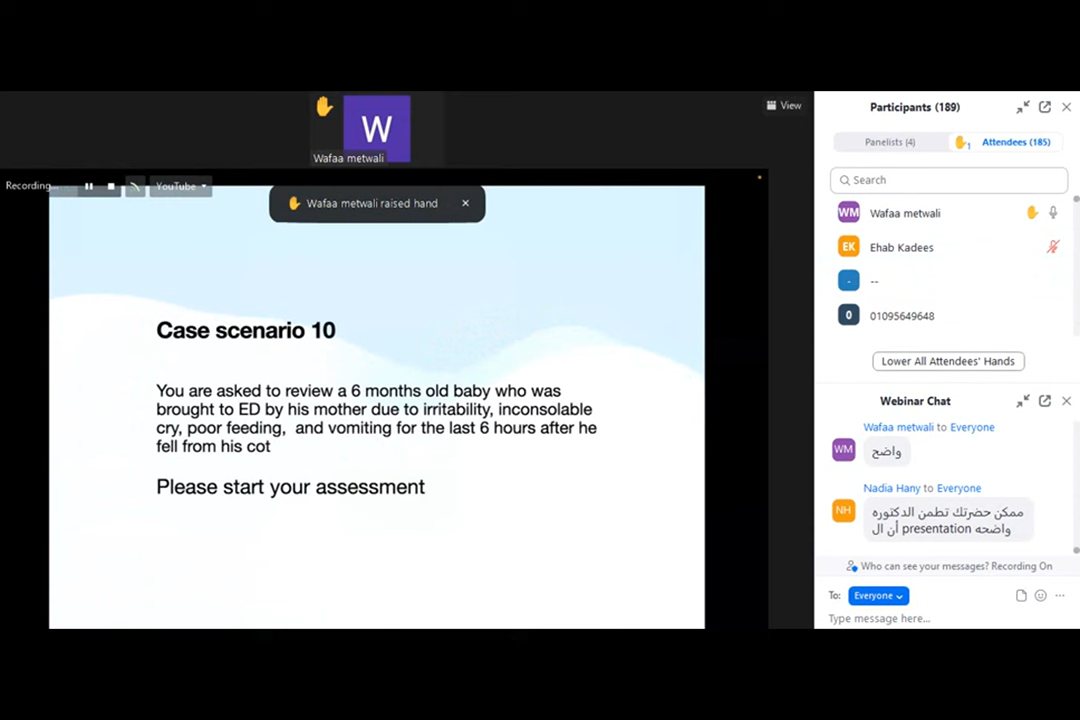 View
W
Wafaa metwali
Recording...
YouTube
Wafaa metwali raised hand
Case scenario 10
You are asked to review a 6 months old baby who was
brought to ED by his mother due to irritability, inconsolable
cry, poor feeding, and vomiting for the last 6 hours after he
fell from his cot
Please start your assessment
Participants (189)
Panelists (4)
1
Attendees (185)
Search
WM
Wafaa metwali
EK
Ehab Kadees
-
--
0
01095649648
Lower All Attendees' Hands
Webinar Chat
Wafaa metwali to Everyone
WM
واضح
Nadia Hany to Everyone
NH
ممكن حضرتك تطمن الدكتوره
أن ال presentation واضحه
Who can see your messages? Recording On
To:
Everyone
Type message here...